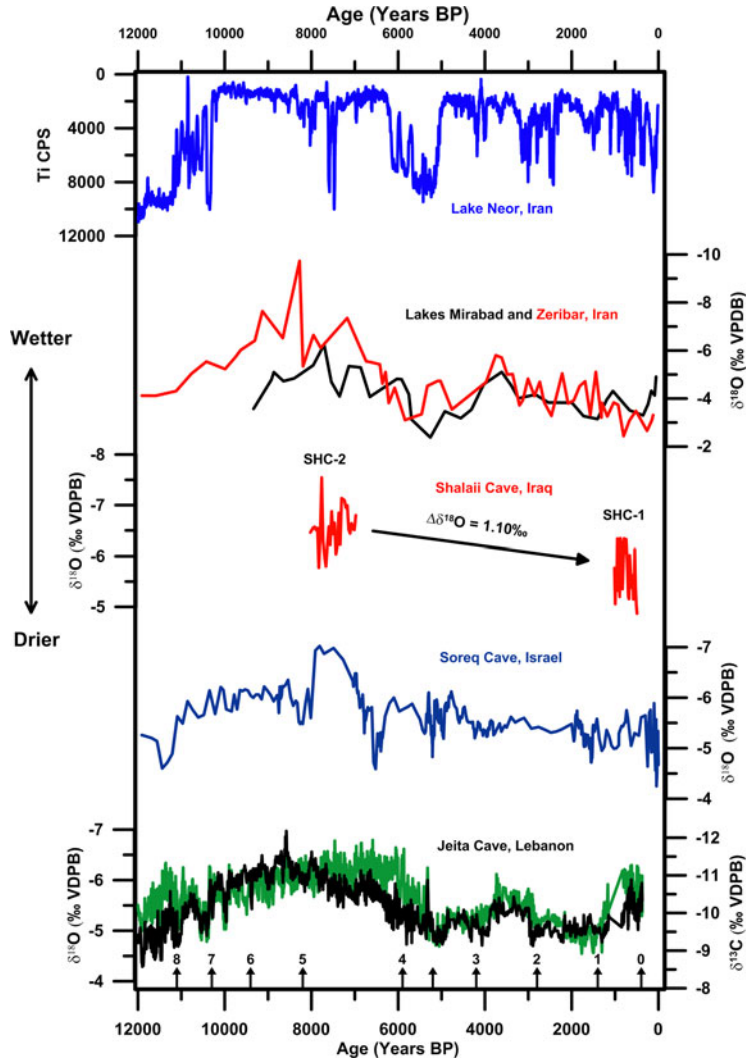 Age (Years BP)
12000 10000 8000 6000 4000 2000 0
0
4000
8000
12000
Ti CPS
Lake Neor, Iran
-10
-8
-6
-4
-2
δ18O (‰ VPDB)
Lakes Mirabad and Zeribar, Iran
Wetter
Drier
-8
-7
-6
-5
δ18O (‰ VDPB)
SHC-2
Shalaii Cave, Iraq
Δδ18O = 1.10‰
SHC-1
Soreq Cave, Israel
-7
-6
-5
-4
δ18O (‰ VDPB)
Jeita Cave, Lebanon
-7
-6
-5
-4
δ18O (‰ VDPB)
-12
-11
-10
-9
-8
δ13C (‰ VDPB)
8 7 6 5 4 3 2 1 0
12000 10000 8000 6000 4000 2000 0
Age (Years BP)